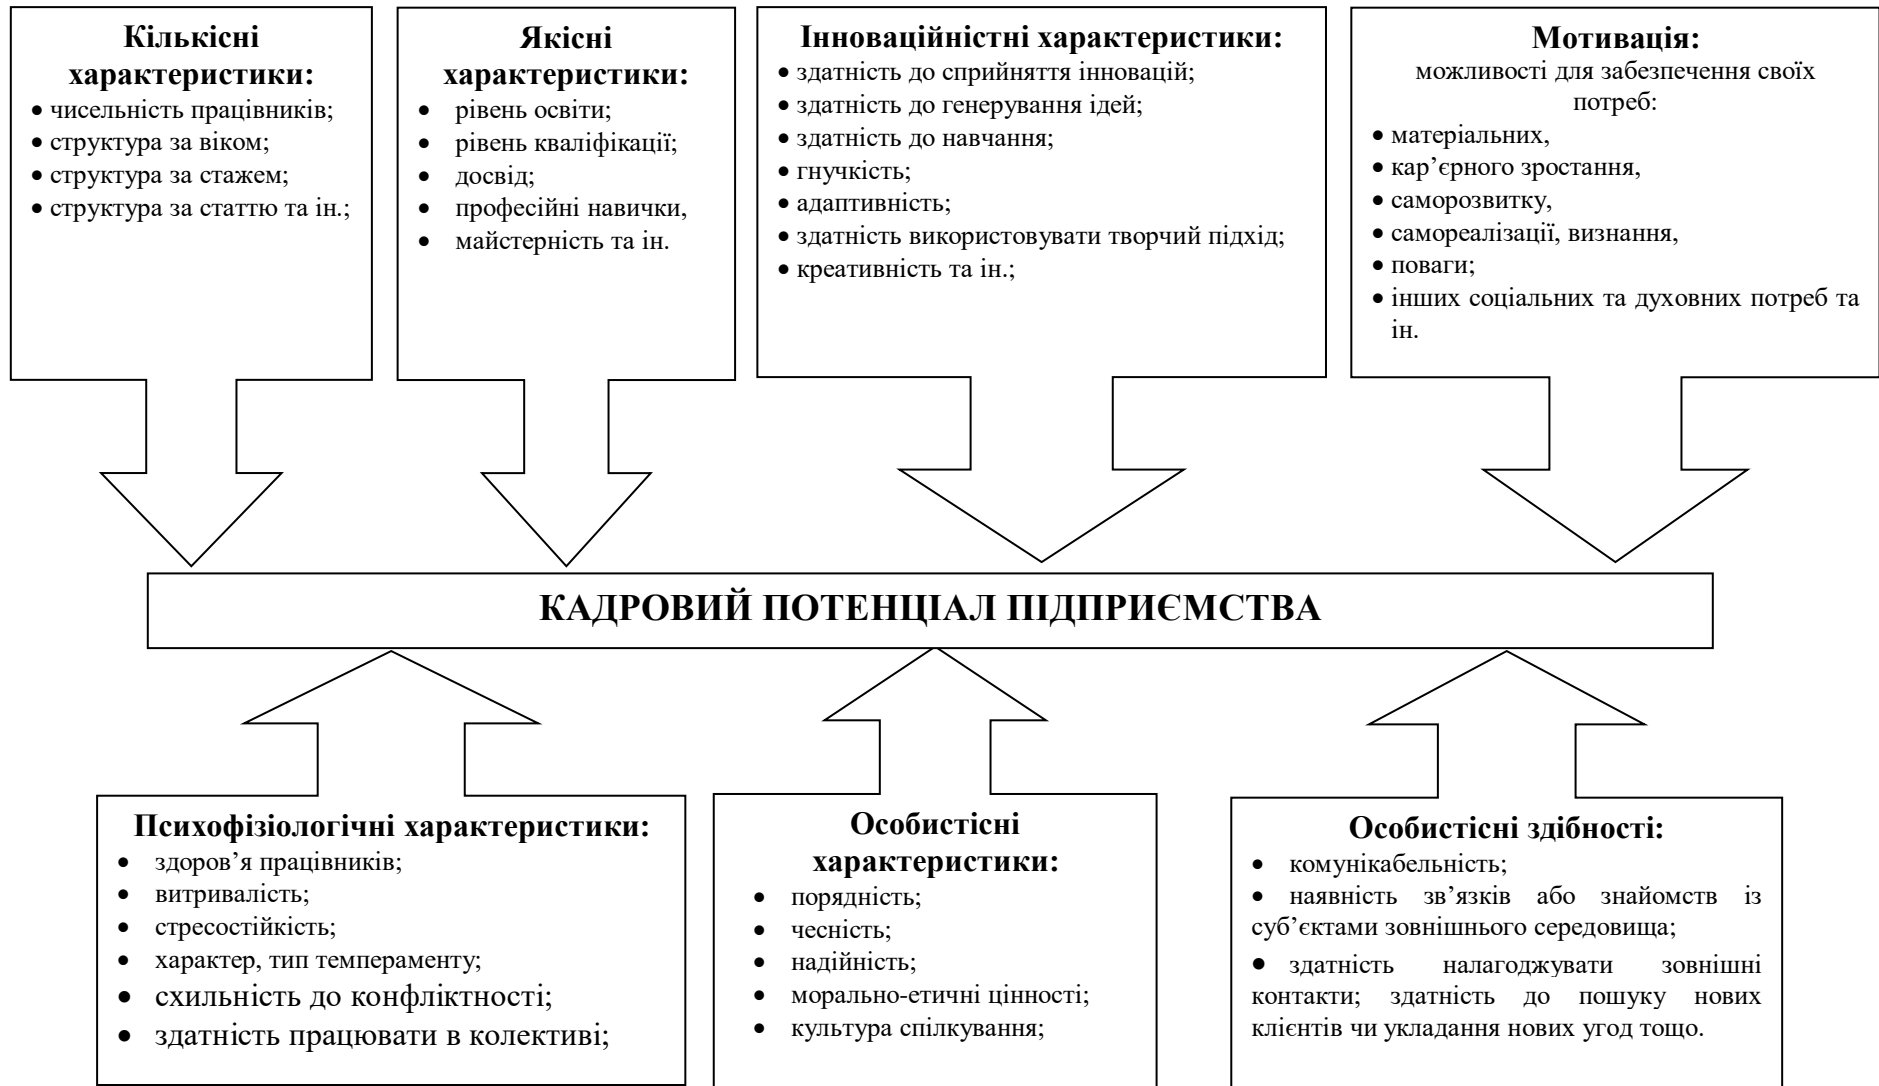 Кількісні
характеристики:
• чисельність працівників;
• структура за віком;
• структура за стажем;
• структура за статтю та ін.;
Якісні
характеристики:
• рівень освіти;
• рівень кваліфікації;
• досвід;
• професійні навички,
• майстерність та ін.
Інноваційністні характеристики:
• здатність до сприйняття інновацій;
• здатність до генерування ідей;
• здатність до навчання;
• гнучкість;
• адаптивність;
• здатність використовувати творчий підхід;
• креативність та ін.;
Мотивація:
можливості для забезпечення своїх
потреб:
• матеріальних,
• кар’єрного зростання,
• саморозвитку,
• самореалізації, визнання,
• поваги;
• інших соціальних та духовних потреб та
ін.
КАДРОВИЙ ПОТЕНЦІАЛ ПІДПРИЄМСТВА
Психофізіологічні характеристики:
• здоров’я працівників;
• витривалість;
• стресостійкість;
• характер, тип темпераменту;
• схильність до конфліктності;
• здатність працювати в колективі;
Особистісні
характеристики:
• порядність;
• чесність;
• надійність;
• морально-етичні цінності;
• культура спілкування;
Особистісні здібності:
• комунікабельність;
• наявність зв’язків або знайомств із
суб’єктами зовнішнього середовища;
• здатність налагоджувати зовнішні
контакти; здатність до пошуку нових
клієнтів чи укладання нових угод тощо.